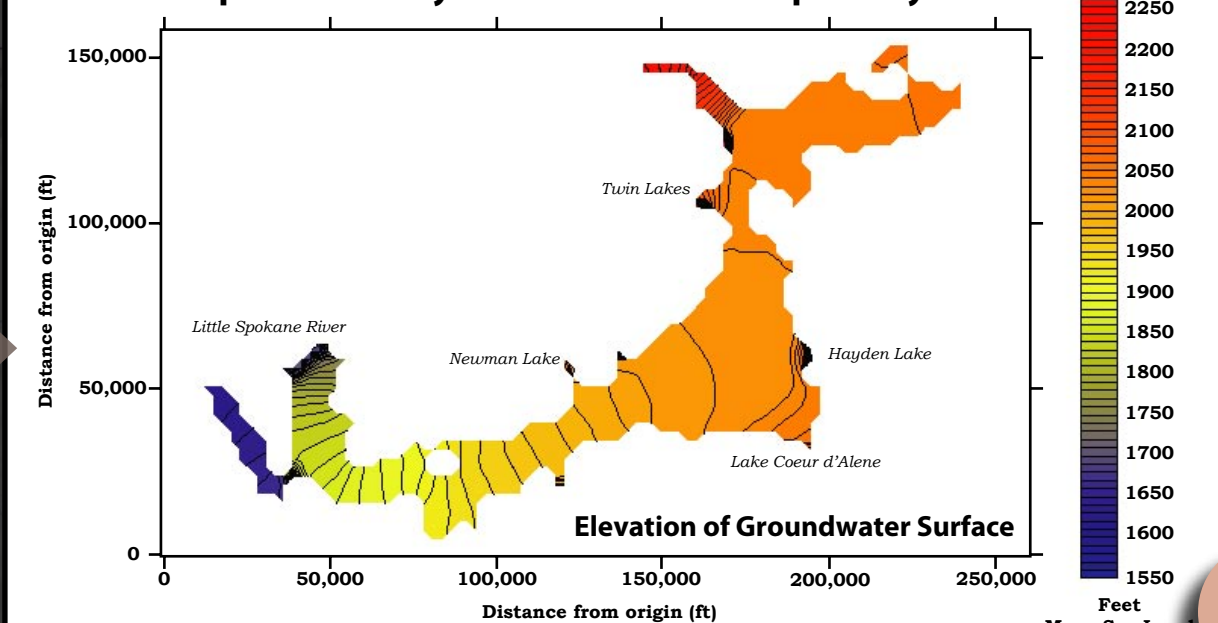 150,000
100,000
50,000
0
Distance from origin (ft)
0
50,000
100,000
150,000
200,000
250,000
Distance from origin (ft)
Twin Lakes
Little Spokane River
Newman Lake
Hayden Lake
Lake Coeur d'Alene
Elevation of Groundwater Surface
2250
2200
2150
2100
2050
2000
1950
1900
1850
1800
1750
1700
1650
1600
1550
Feet